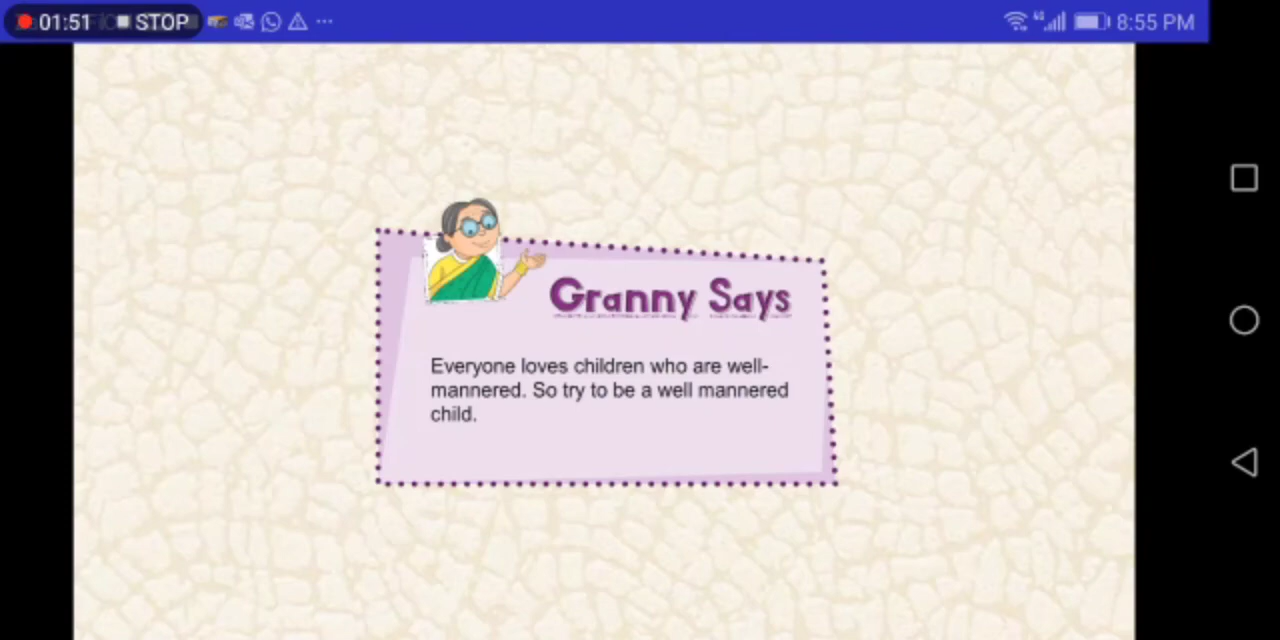 01:51 STOP 8:55 PM
Granny Says
Everyone loves children who are well-
mannered. So try to be a well mannered
child.